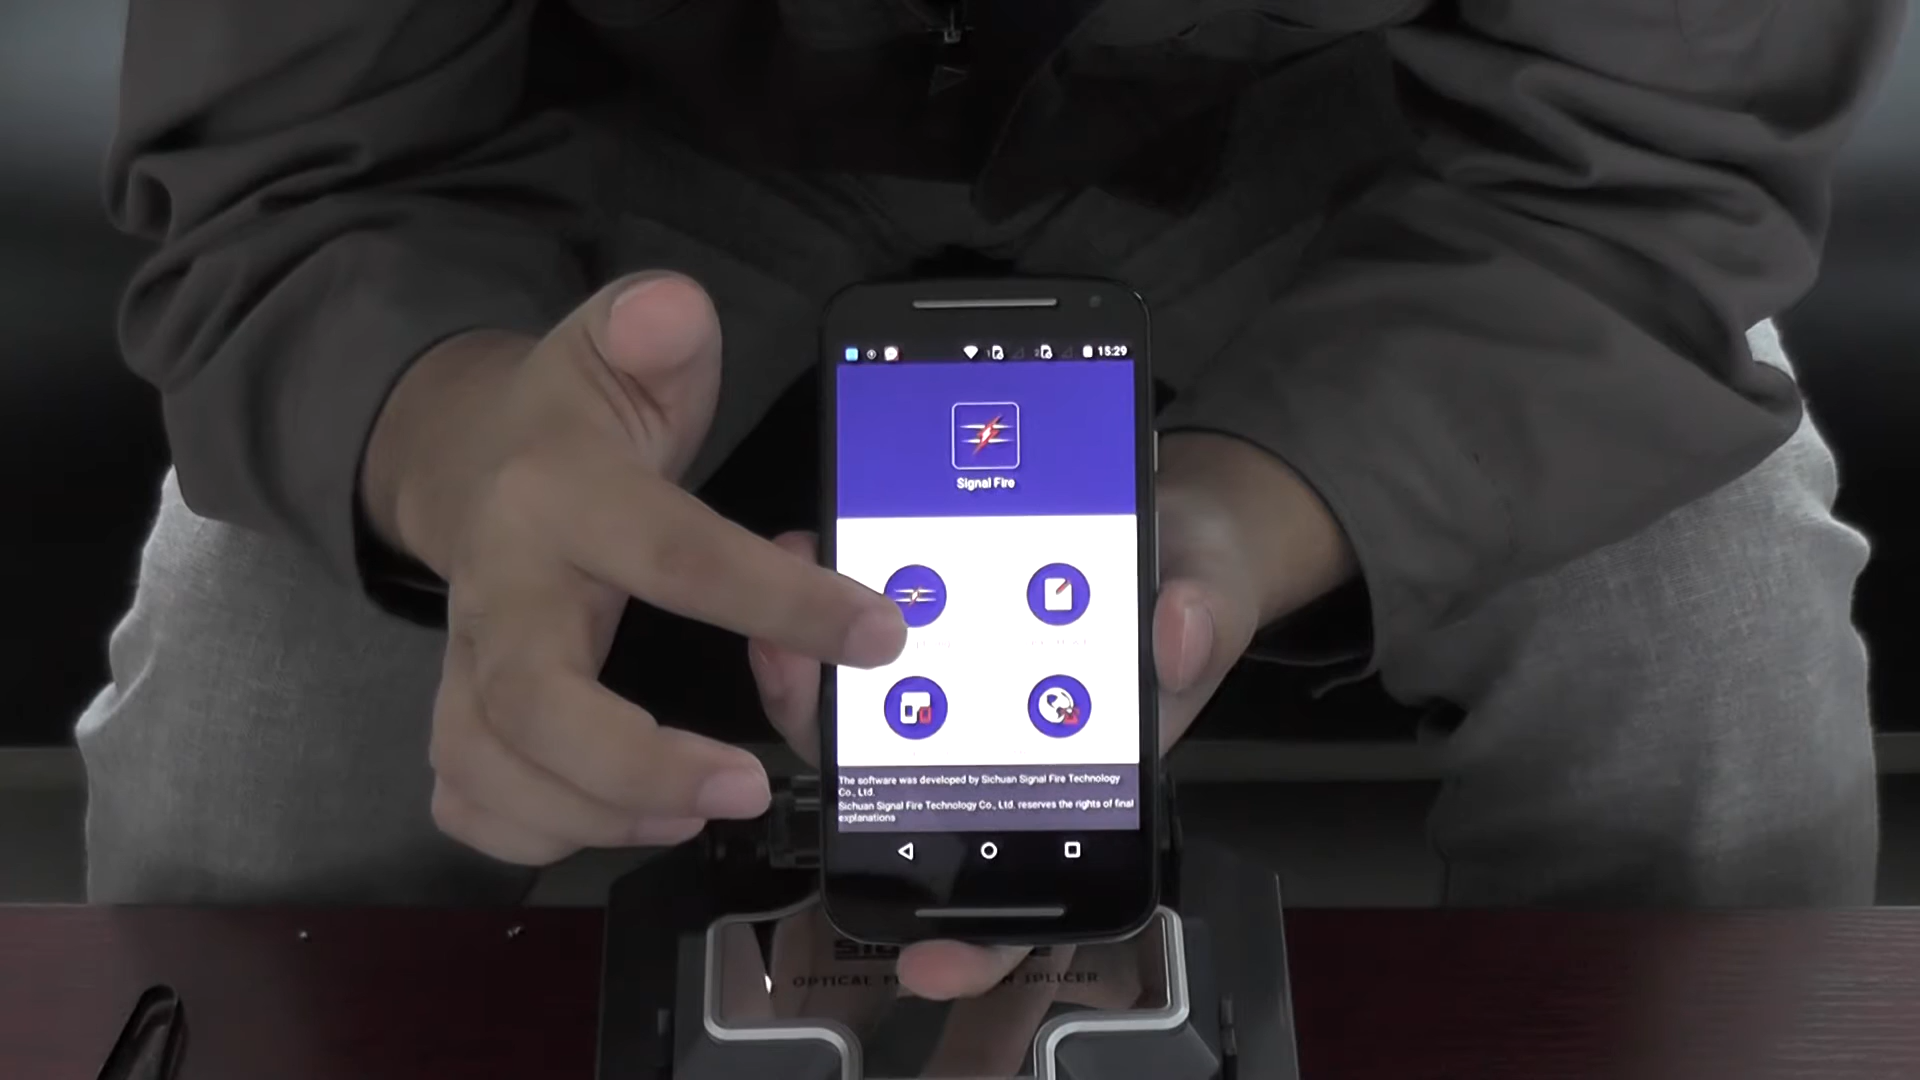 15:29
Signal Fire
The software was developed by Sichuan Signal Fire Technology
Co., Ltd.
Sichuan Signal Fire Technology Co., Ltd. reserves the rights of final
explanations
OPTICAL SPLICER